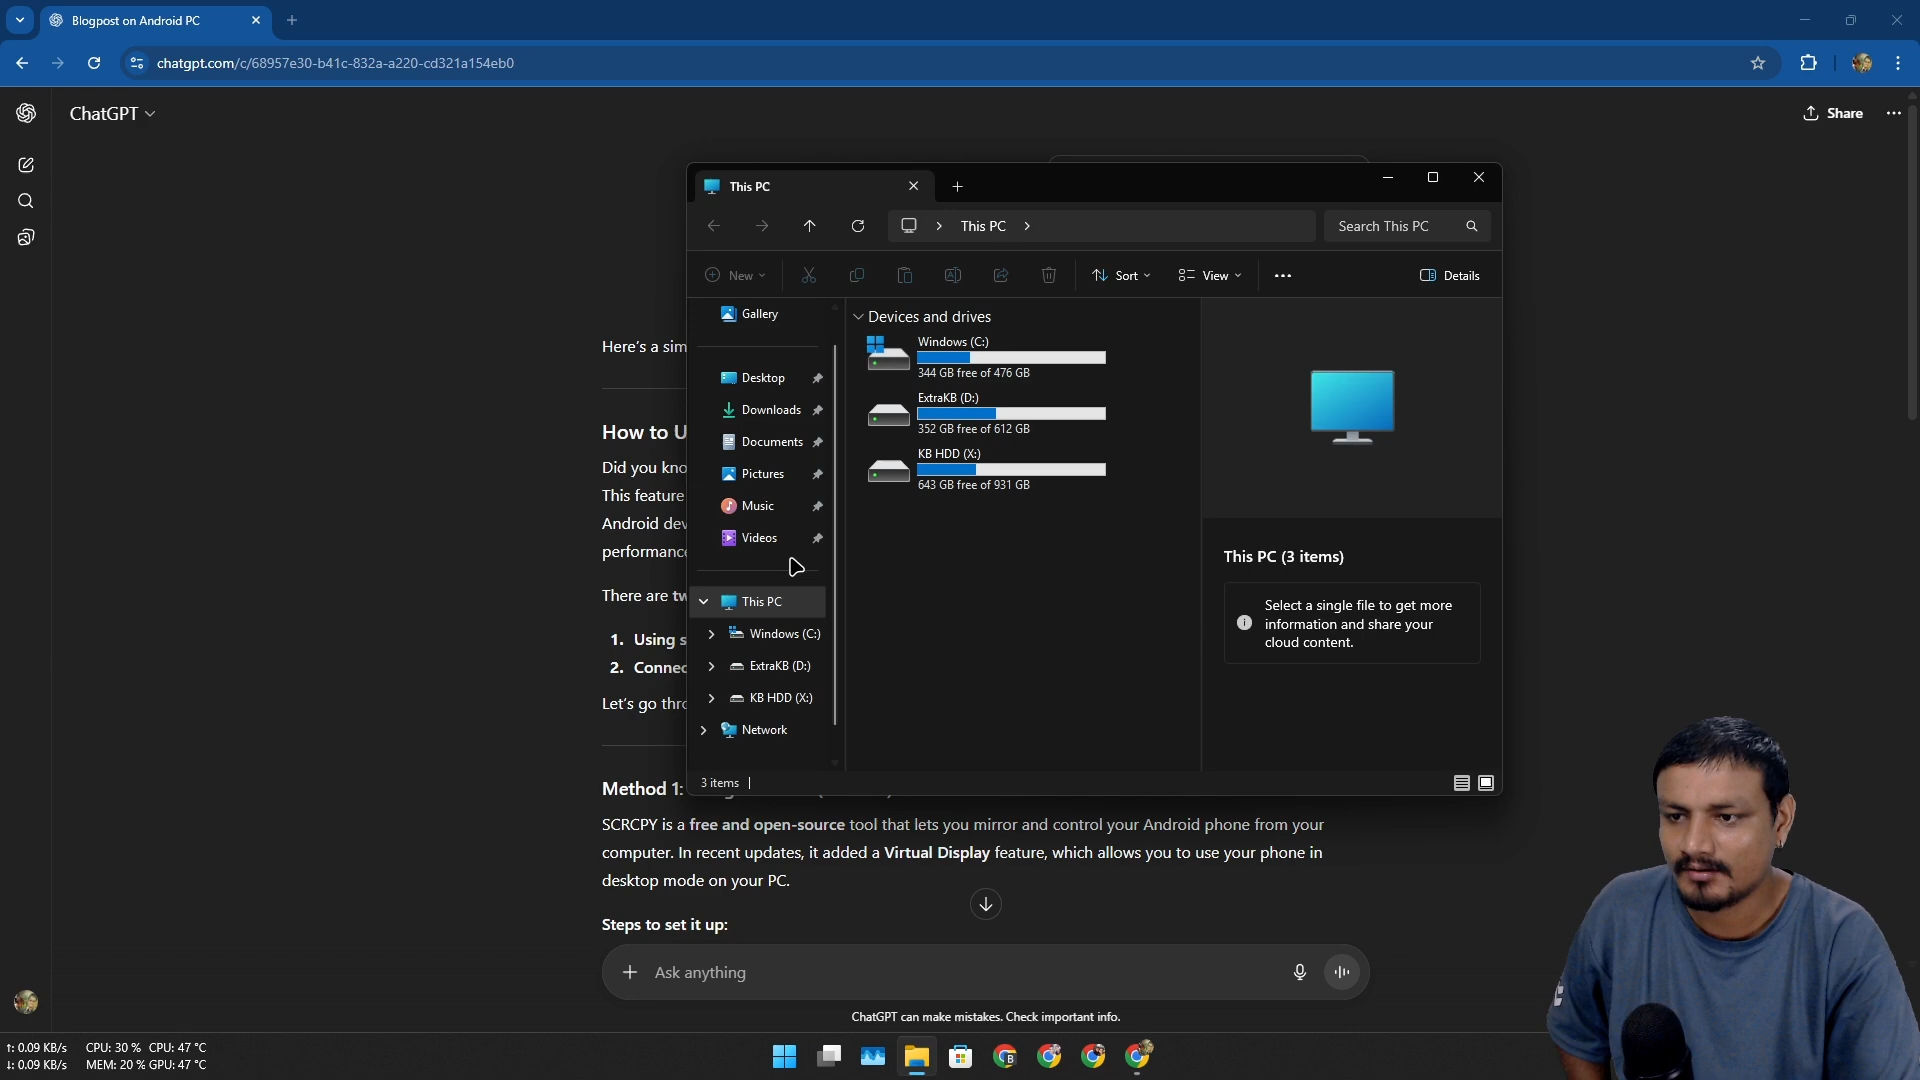 Blogpost on Android PC
chatgpt.com/c/68957e30-b41c-832a-a220-cd321a154eb0
ChatGPT
Share
This PC
This PC
Search This PC
New
Sort
View
Details
Gallery
Desktop
Downloads
Documents
Pictures
Music
Videos
This PC
Windows (C:)
ExtraKB (D:)
KB HDD (X:)
Network
Devices and drives
Windows (C:)
344 GB free of 476 GB
ExtraKB (D:)
352 GB free of 612 GB
KB HDD (X:)
643 GB free of 931 GB
This PC (3 items)
Select a single file to get more
information and share your
cloud content.
3 items
Here's a sim
How to U
Did you kno
This feature
Android dev
performance
There are tw
1. Using s
2. Connec
Let's go thro
Method 1:
SCRCPY is a free and open-source tool that lets you mirror and control your Android phone from your
computer. In recent updates, it added a Virtual Display feature, which allows you to use your phone in
desktop mode on your PC.
Steps to set it up:
Ask anything
ChatGPT can make mistakes. Check important info.
↑: 0.09 KB/s CPU: 30 % CPU: 47 °C
↓: 0.09 KB/s MEM: 20 % GPU: 47 °C